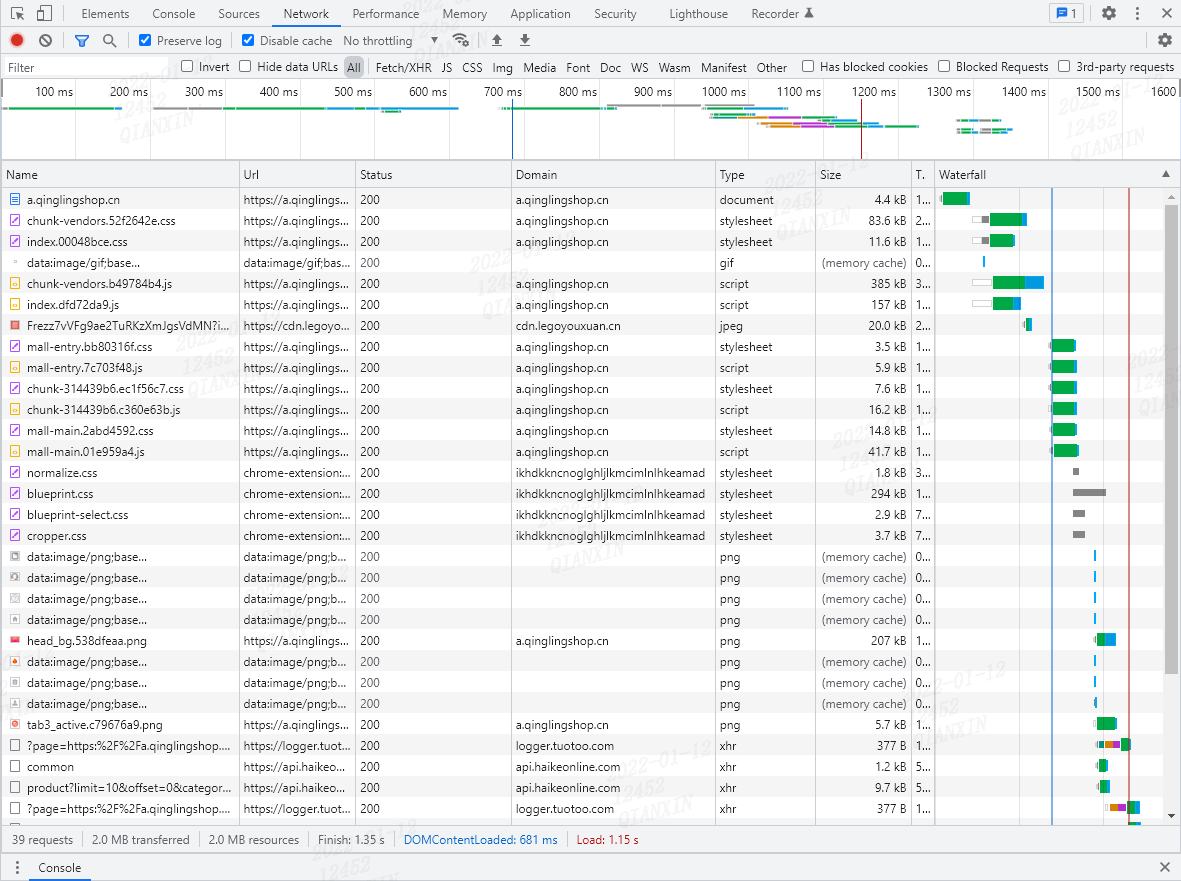 Elements Console Sources Network Performance Memory Application Security Lighthouse Recorder 1
Preserve log Disable cache No throttling
Filter Invert Hide data URLs All Fetch/XHR JS CSS Img Media Font Doc WS Wasm Manifest Other Has blocked cookies Blocked Requests 3rd-party requests
100 ms 200 ms 300 ms 400 ms 500 ms 600 ms 700 ms 800 ms 900 ms 1000 ms 1100 ms 1200 ms 1300 ms 1400 ms 1500 ms 1600
Name Url Status Domain Type Size T. Waterfall
a.qinglingshop.cn https://a.qinglings... 200 a.qinglingshop.cn document 4.4 kB 1...
chunk-vendors.52f2642e.css https://a.qinglings... 200 a.qinglingshop.cn stylesheet 83.6 kB 2...
index.00048bce.css https://a.qinglings... 200 a.qinglingshop.cn stylesheet 11.6 kB 1...
data:image/gif;base... data:image/gif;bas... 200 gif (memory cache) 0...
chunk-vendors.b49784b4.js https://a.qinglings... 200 a.qinglingshop.cn script 385 kB 3...
index.dfd72da9.js https://a.qinglings... 200 a.qinglingshop.cn script 157 kB 1...
Frezz7vVFg9ae2TuRKzXmJgsVdMN?i... https://cdn.legoyo... 200 cdn.legoyouxuan.cn jpeg 20.0 kB 2...
mall-entry.bb80316f.css https://a.qinglings... 200 a.qinglingshop.cn stylesheet 3.5 kB 1...
mall-entry.7c703f48.js https://a.qinglings... 200 a.qinglingshop.cn script 5.9 kB 1...
chunk-314439b6.ec1f56c7.css https://a.qinglings... 200 a.qinglingshop.cn stylesheet 7.6 kB 1...
chunk-314439b6.c360e63b.js https://a.qinglings... 200 a.qinglingshop.cn script 16.2 kB 1...
mall-main.2abd4592.css https://a.qinglings... 200 a.qinglingshop.cn stylesheet 14.8 kB 1...
mall-main.01e959a4.js https://a.qinglings... 200 a.qinglingshop.cn script 41.7 kB 1...
normalize.css chrome-extension:... 200 ikhdkkncnoglghljlkmcimlnlhkeamad stylesheet 1.8 kB 3...
blueprint.css chrome-extension:... 200 ikhdkkncnoglghljlkmcimlnlhkeamad stylesheet 294 kB 1...
blueprint-select.css chrome-extension:... 200 ikhdkkncnoglghljlkmcimlnlhkeamad stylesheet 2.9 kB 7...
cropper.css chrome-extension:... 200 ikhdkkncnoglghljlkmcimlnlhkeamad stylesheet 3.7 kB 7...
data:image/png;base... data:image/png;b... 200 png (memory cache) 0...
data:image/png;base... data:image/png;b... 200 png (memory cache) 0...
data:image/png;base... data:image/png;b... 200 png (memory cache) 0...
data:image/png;base... data:image/png;b... 200 png (memory cache) 0...
head_bg.538dfeaa.png https://a.qinglings... 200 a.qinglingshop.cn png 207 kB 1...
data:image/png;base... data:image/png;b... 200 png (memory cache) 0...
data:image/png;base... data:image/png;b... 200 png (memory cache) 0...
data:image/png;base... data:image/png;b... 200 png (memory cache) 0...
tab3_active.c79676a9.png https://a.qinglings... 200 a.qinglingshop.cn png 5.7 kB 1...
?page=https:%2F%2Fa.qinglingshop.... https://logger.tuot... 200 logger.tuotoo.com xhr 377 B 1...
common https://api.haikeo... 200 api.haikeonline.com xhr 1.2 kB 5...
product?limit=10&offset=0&categor... https://api.haikeo... 200 api.haikeonline.com xhr 9.7 kB 5...
?page=https:%2F%2Fa.qinglingshop.... https://logger.tuot... 200 logger.tuotoo.com xhr 377 B 1...
39 requests 2.0 MB transferred 2.0 MB resources Finish: 1.35 s DOMContentLoaded: 681 ms Load: 1.15 s
Console
2022-01-12
12452
QIANXIN